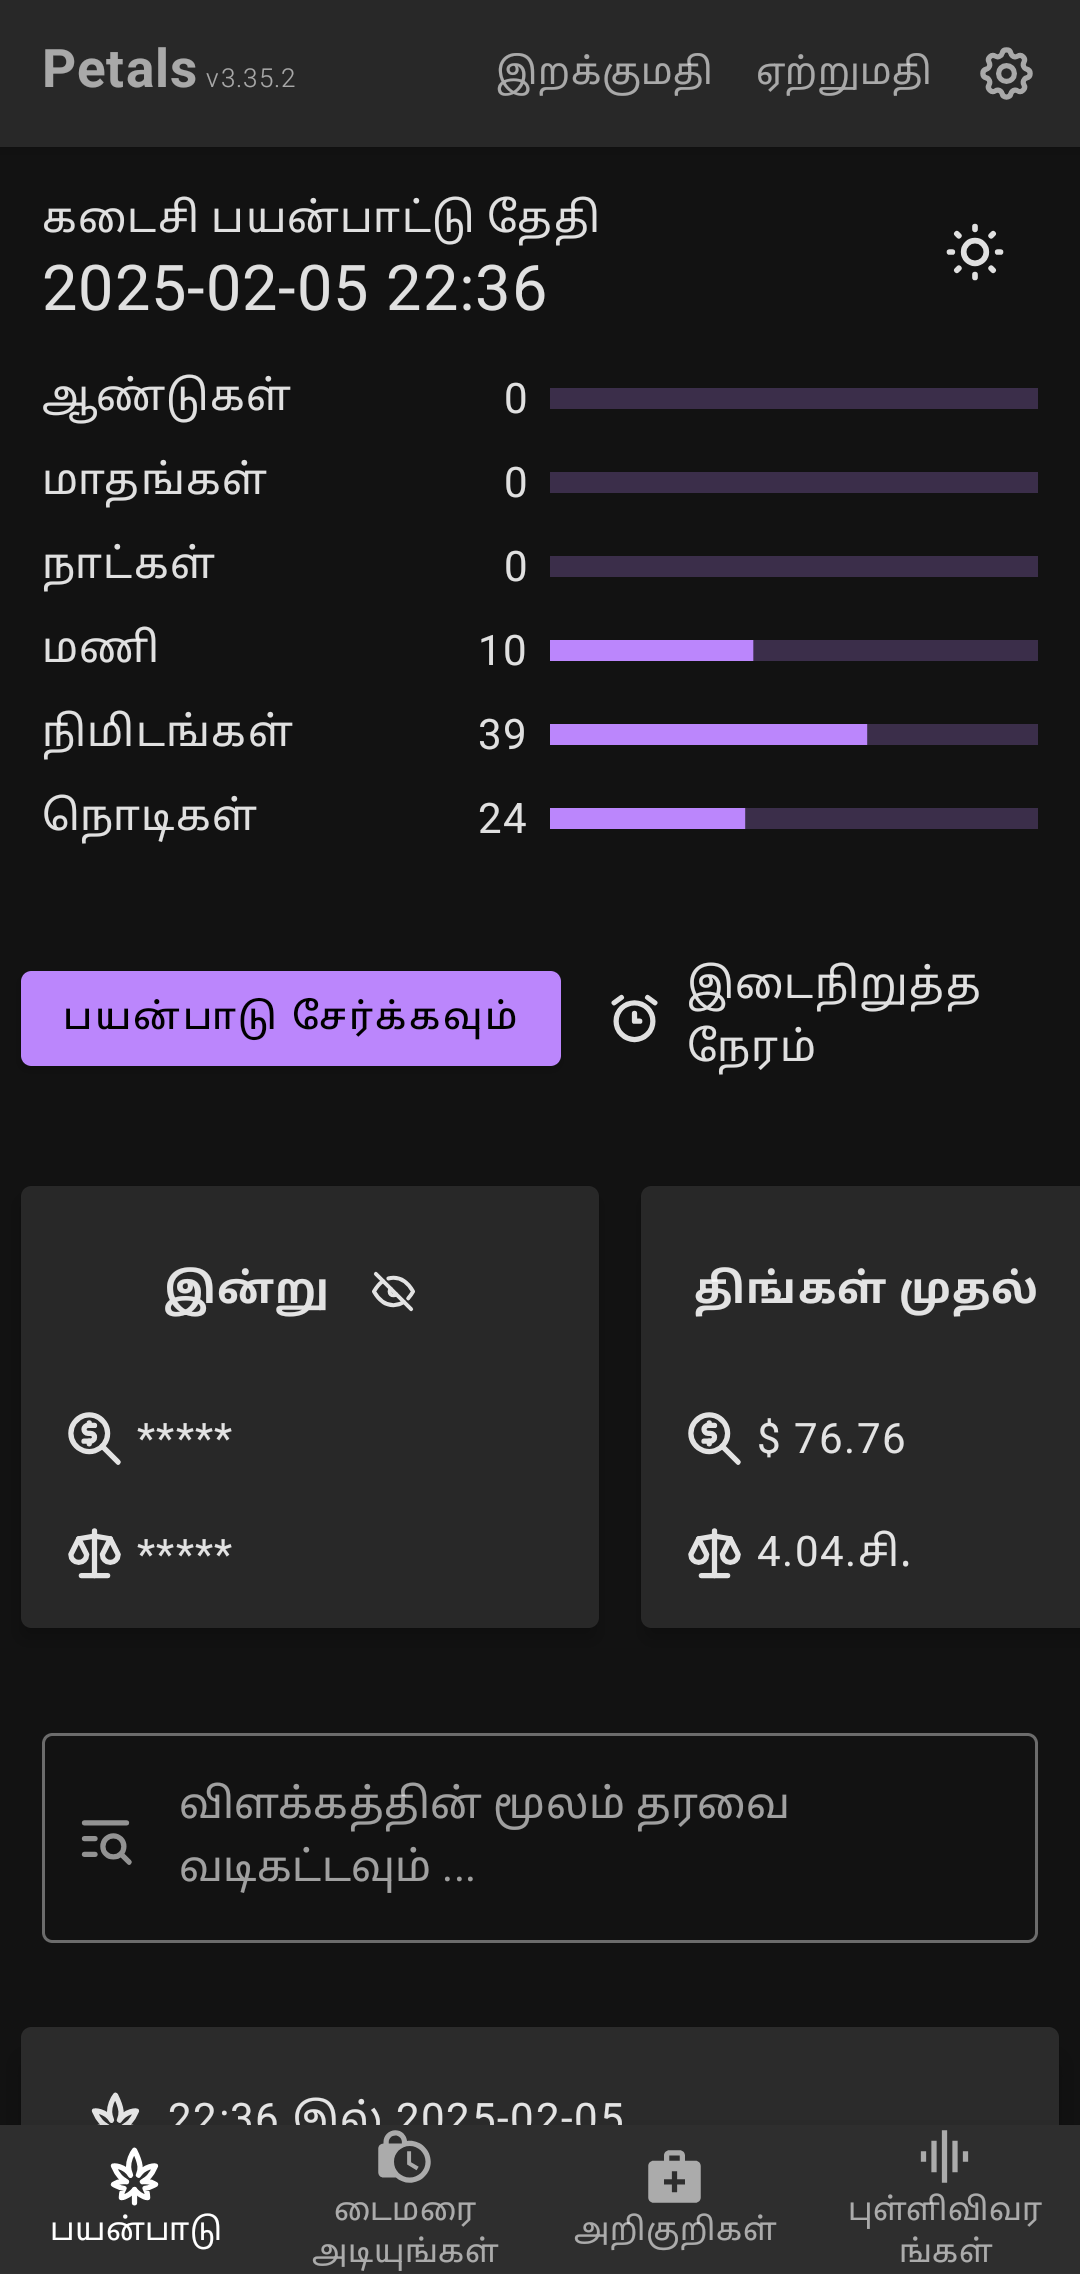 Petals v3.35.2 இறக்குமதி ஏற்றுமதி
கடைசி பயன்பாட்டு தேதி
2025-02-05 22:36
ஆண்டுகள் 0
மாதங்கள் 0
நாட்கள் 0
மணி 10
நிமிடங்கள் 39
நொடிகள் 24
பயன்பாடு சேர்க்கவும்
இடைநிறுத்த
நேரம்
இன்று
*****
*****
திங்கள் முதல்
$ 76.76
4.04.சி.
விளக்கத்தின் மூலம் தரவை
வடிகட்டவும் ...
22:36 இல் 2025-02-05
பயன்பாடு
டைமரை
அடியுங்கள்
அறிகுறிகள்
புள்ளிவிவர
ங்கள்